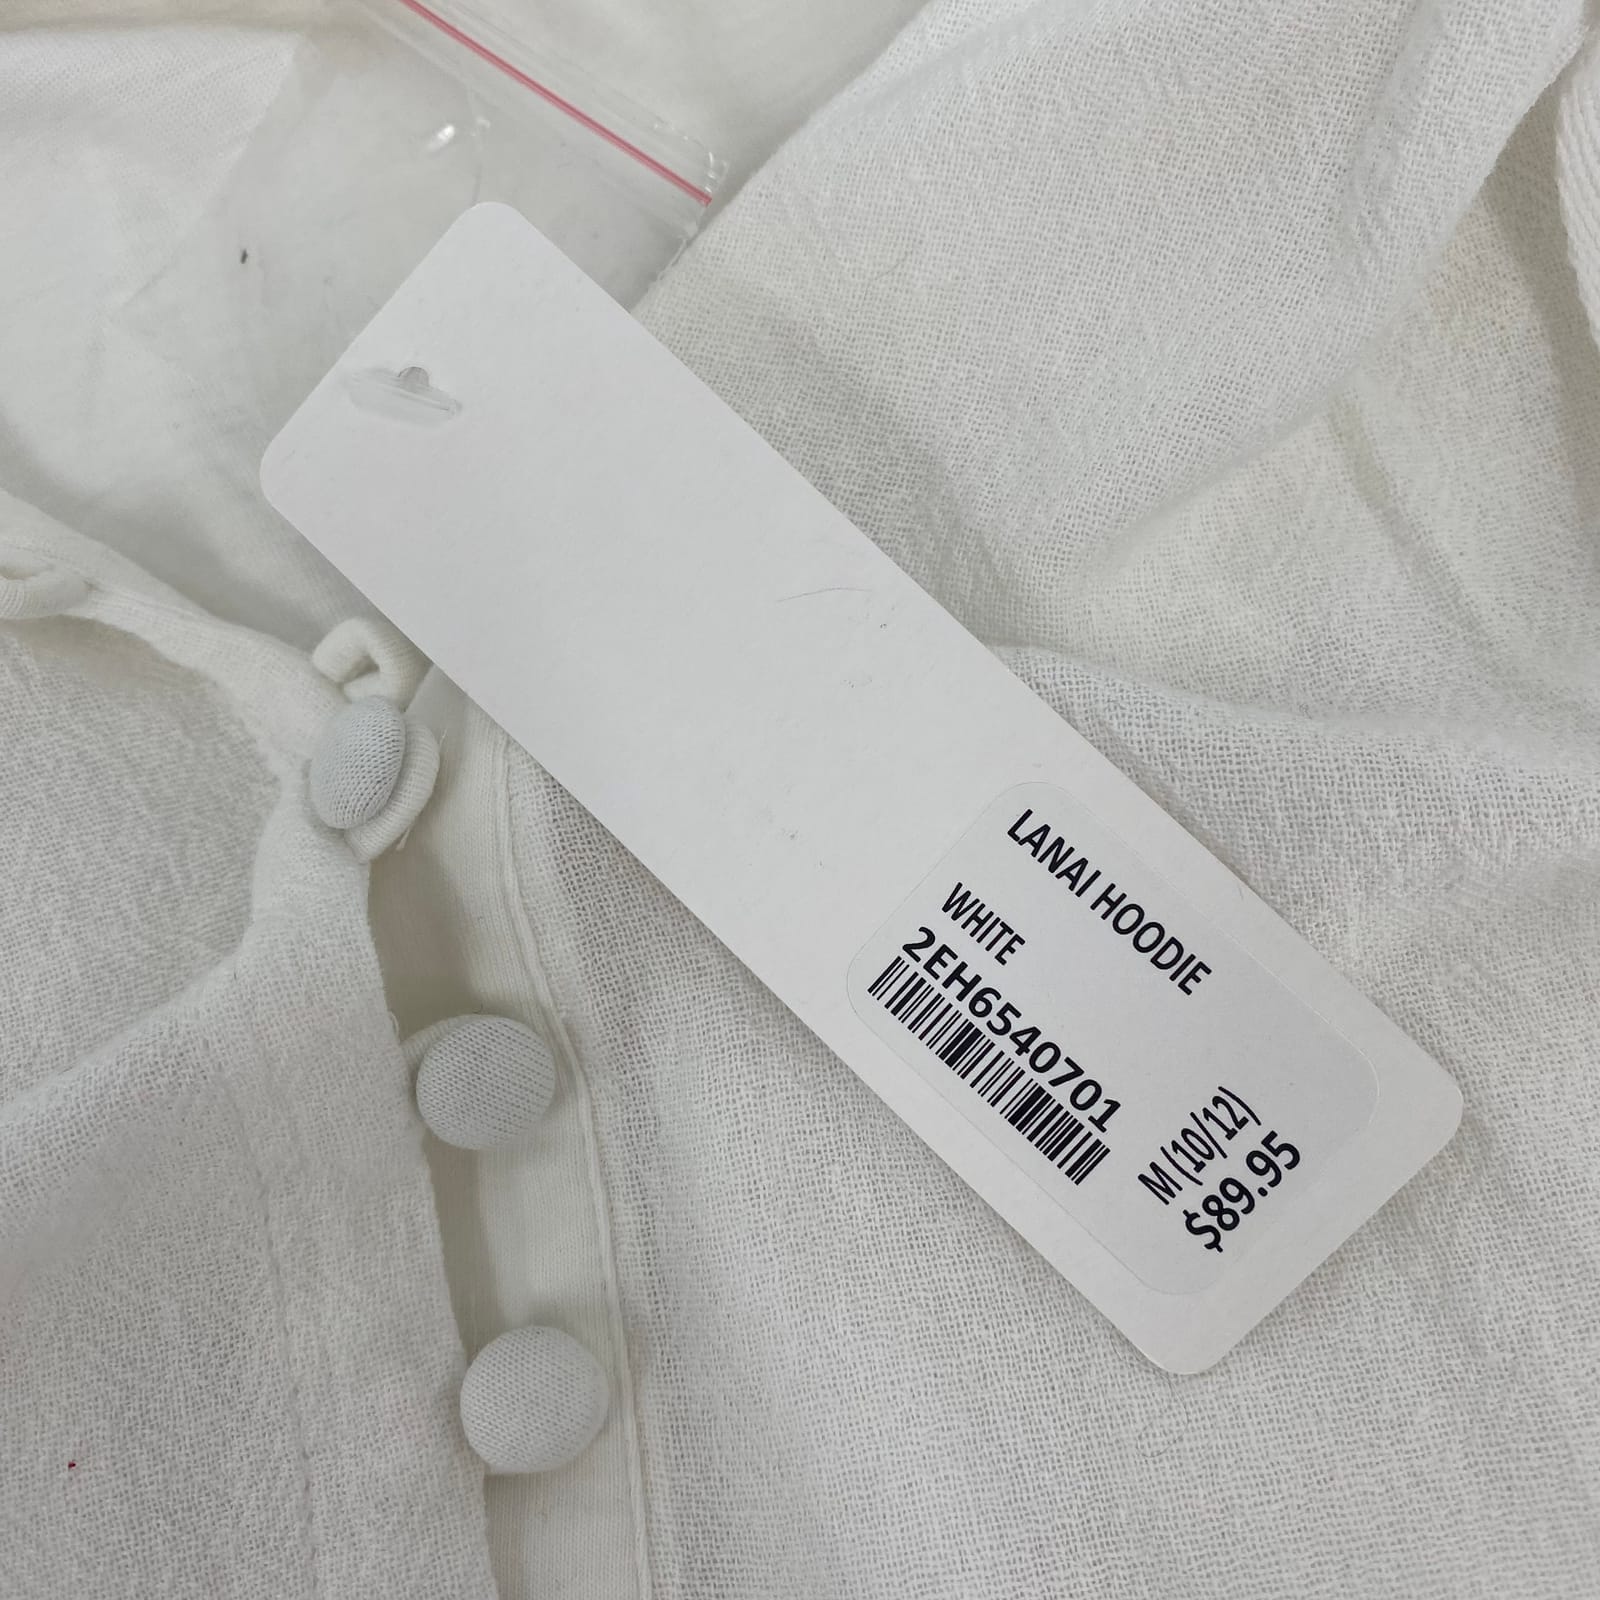 LANAI HOODIE
WHITE
2EH6540701
M (10/12)
$89.95